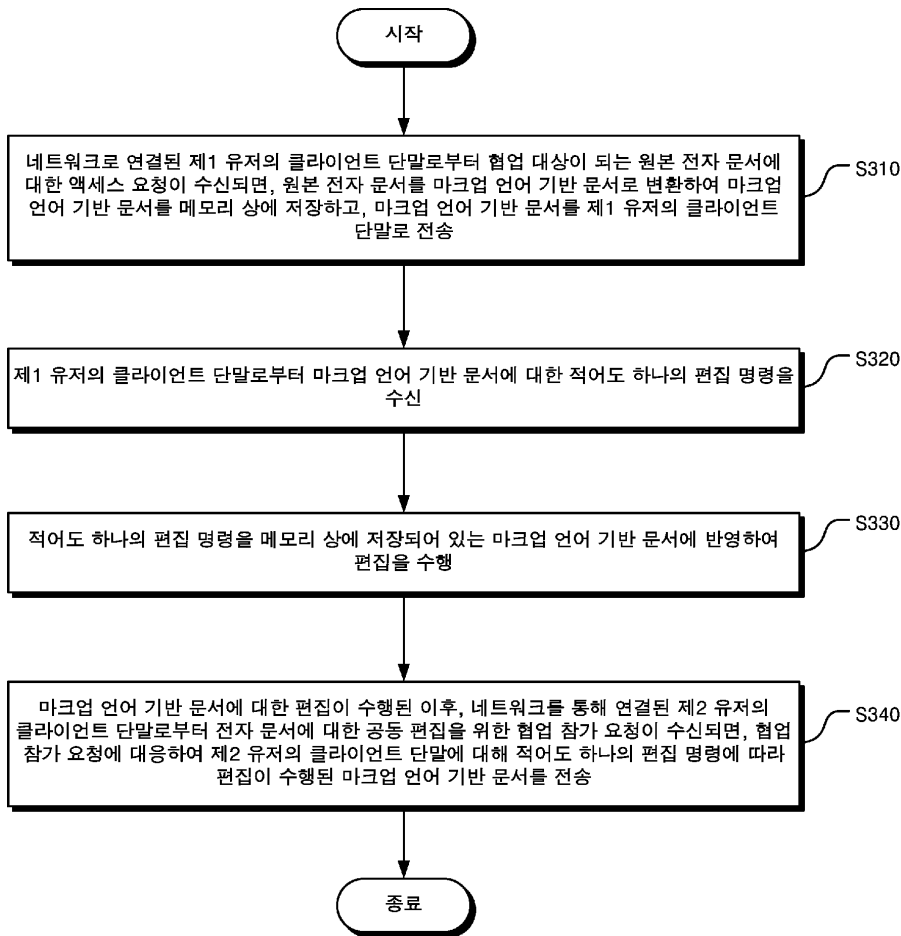 시작
네트워크로 연결된 제1 유저의 클라이언트 단말로부터 협업 대상이 되는 원본 전자 문서에
대한 액세스 요청이 수신되면, 원본 전자 문서를 마크업 언어 기반 문서로 변환하여 마크업
언어 기반 문서를 메모리 상에 저장하고, 마크업 언어 기반 문서를 제1 유저의 클라이언트
단말로 전송
S310
제1 유저의 클라이언트 단말로부터 마크업 언어 기반 문서에 대한 적어도 하나의 편집 명령을
수신
S320
적어도 하나의 편집 명령을 메모리 상에 저장되어 있는 마크업 언어 기반 문서에 반영하여
편집을 수행
S330
마크업 언어 기반 문서에 대한 편집이 수행된 이후, 네트워크를 통해 연결된 제2 유저의
클라이언트 단말로부터 전자 문서에 대한 공동 편집을 위한 협업 참가 요청이 수신되면, 협업
참가 요청에 대응하여 제2 유저의 클라이언트 단말에 대해 적어도 하나의 편집 명령에 따라
편집이 수행된 마크업 언어 기반 문서를 전송
S340
종료